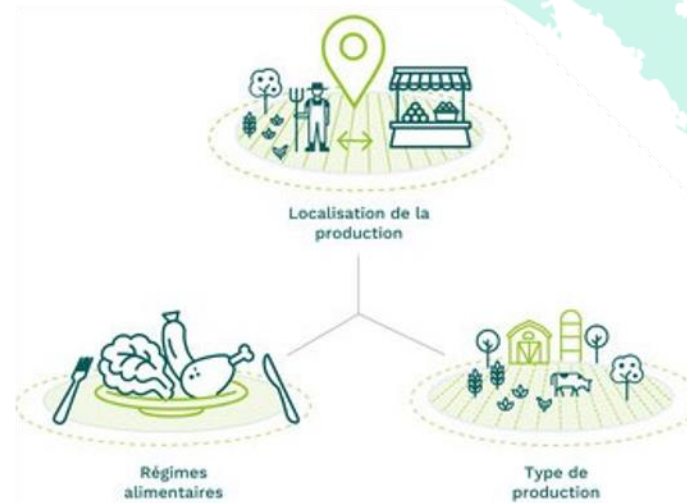 Localisation de la
production
Régimes
alimentaires
Type de
production